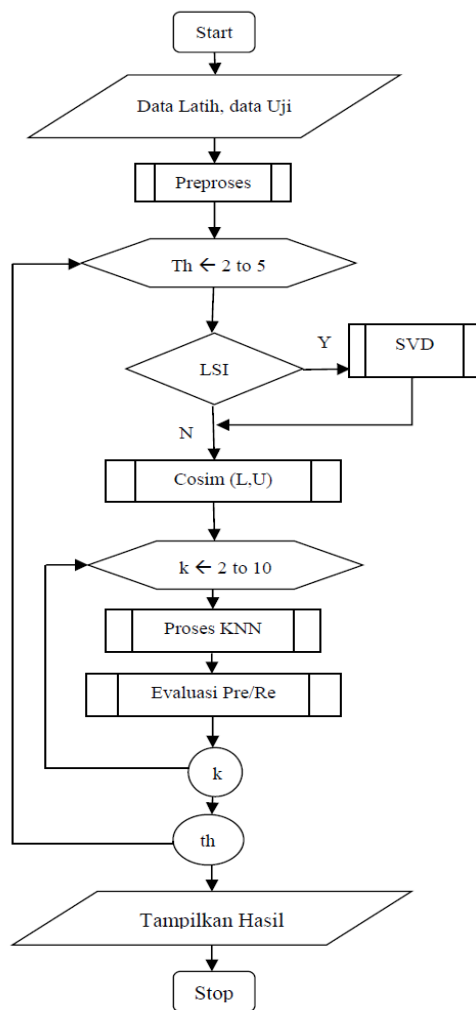 Start
Data Latih, data Uji
Preproses
Th ← 2 to 5
LSI
Y
SVD
N
Cosim (L,U)
k ← 2 to 10
Proses KNN
Evaluasi Pre/Re
k
th
Tampilkan Hasil
Stop